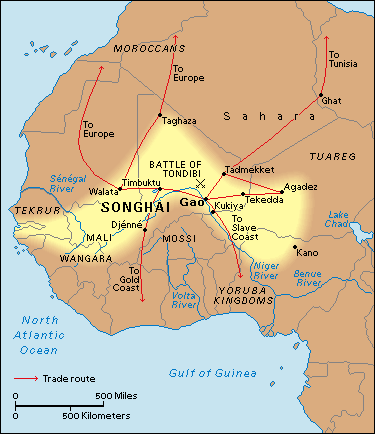 MOROCCANS
To
Europe
To
Tunisia
Ghat
To
Europe
Taghaza
Sahara
BATTLE OF
TONDIBI
TUAREG
Sénégal
River
Tadmekket
Timbuktu
Walata
Agadez
Tekedda
TEKRUR
SONGHAI
Gao
Kukiya
Djénné
MALI
MOSSI
To
Slave
Coast
Lake
Chad
WANGARA
Kano
To
Gold
Coast
Niger
River
Benue
River
Volta
River
YORUBA
KINGDOMS
North
Atlantic
Ocean
Gulf of Guinea
Trade route
0 500 Miles
0 500 Kilometers